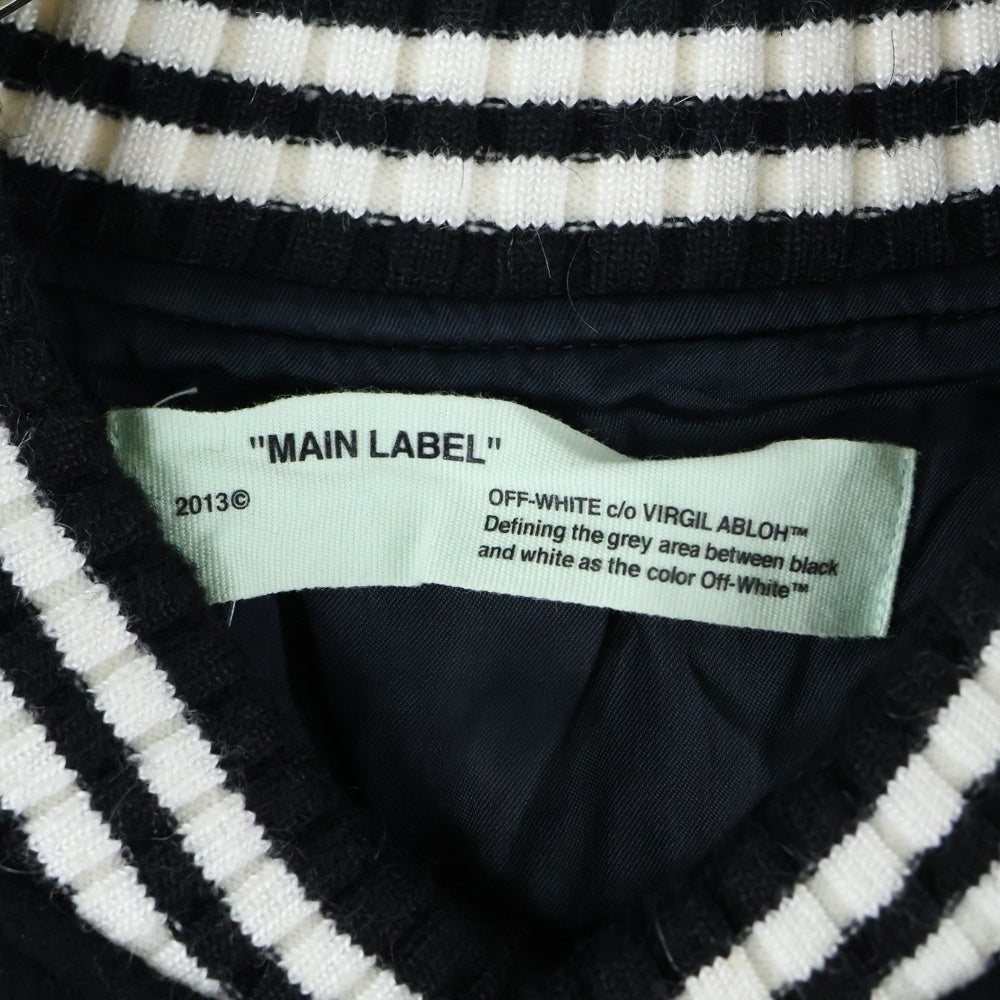 "MAIN LABEL"
2013©
OFF-WHITE c/o VIRGIL ABLOH™
Defining the grey area between black
and white as the color Off-White™